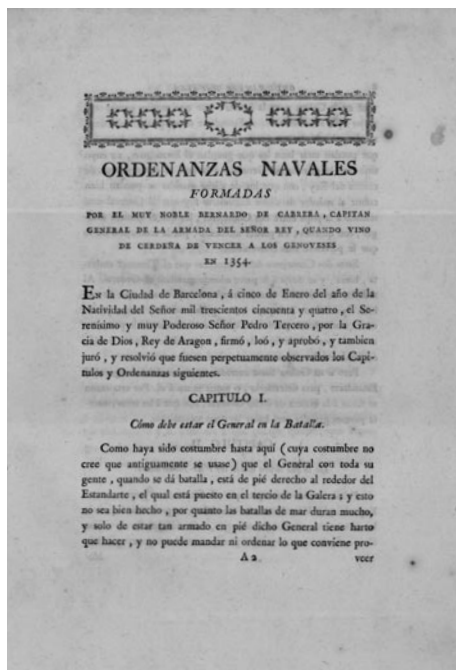 ORDENANZAS NAVALES
FORMADAS
POR EL MUY NOBLE BERNARDO DE CABRERA, CAPITAN
GENERAL DE LA ARMADA DEL SEÑOR REY, QUANDO VINO
DE CERDEÑA DE VENCER A LOS GENOVESES
EN 1354.
EN la Ciudad de Barcelona, á cinco de Enero del año de la
Natividad del Señor mil trescientos cincuenta y quatro, el Se-
renísimo y muy Poderoso Señor Pedro Tercero, por la Gra-
cia de Dios, Rey de Aragon, firmó, loó, y aprobó, y tambien
juró, y resolvió que fuesen perpetuamente observados los Capí-
tulos y Ordenanzas siguientes.
CAPITULO I.
Cómo debe estar el General en la Batalla.
Como haya sido costumbre hasta aquí (cuya costumbre no
cree que antiguamente se usase) que el General con toda su
gente, quando se dá batalla, está de pié derecho al rededor del
Estandarte, el qual está puesto en el tercio de la Galera; y esto
no sea bien hecho, por quánto las batallas de mar duran mucho,
y solo de estar tan armado en pié dicho General tiene harto
que hacer, y no puede mandar ni ordenar lo que conviene pro-
A 2 veer